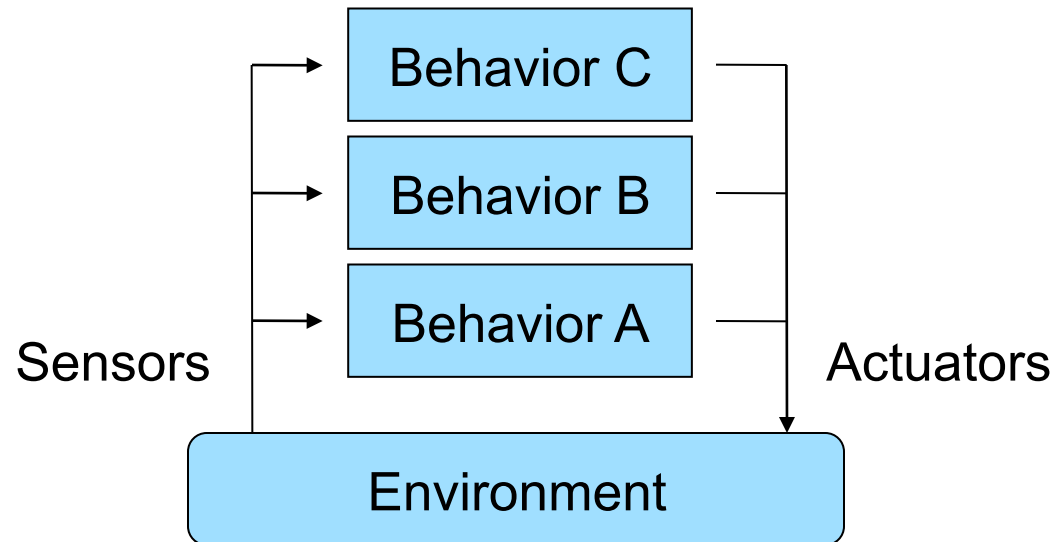 Behavior C
Behavior B
Behavior A
Sensors
Actuators
Environment